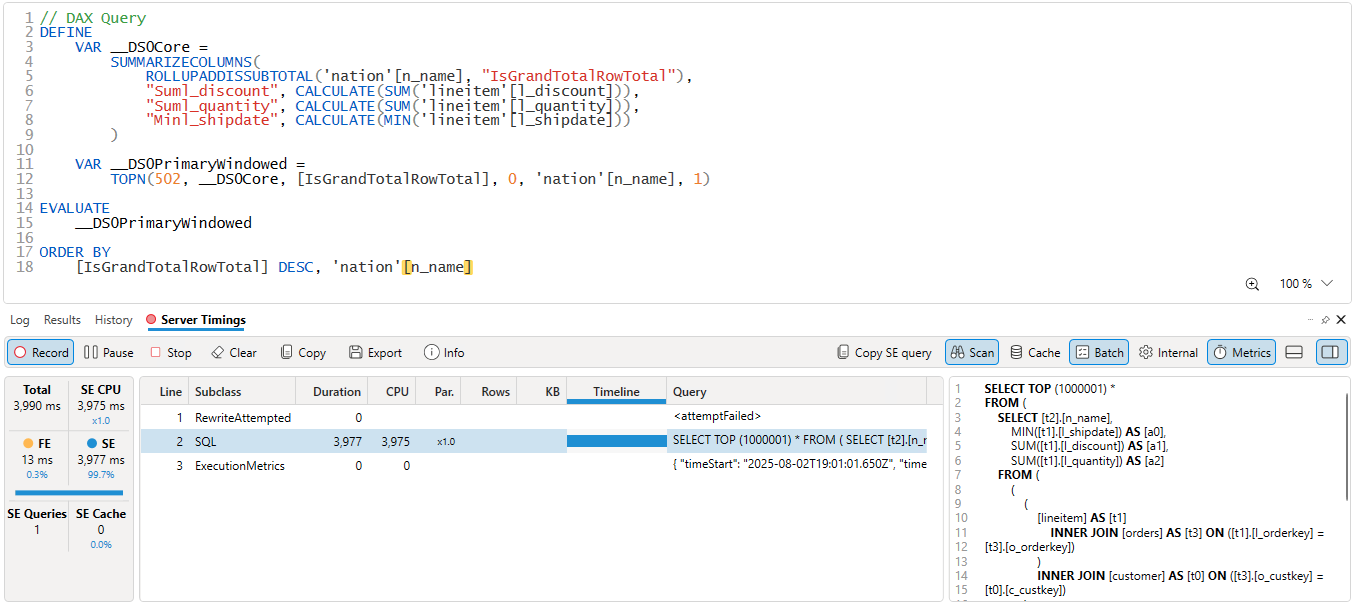 1 // DAX Query
2 DEFINE
3 VAR __DS0Core =
4 SUMMARIZECOLUMNS(
5 ROLLUPADDISSUBTOTAL('nation'[n_name], "IsGrandTotalRowTotal"),
6 "Suml_discount", CALCULATE(SUM('lineitem'[l_discount])),
7 "Suml_quantity", CALCULATE(SUM('lineitem'[l_quantity])),
8 "Minl_shipdate", CALCULATE(MIN('lineitem'[l_shipdate]))
9 )
10
11 VAR __DS0PrimaryWindowed =
12 TOPN(502, __DS0Core, [IsGrandTotalRowTotal], 0, 'nation'[n_name], 1)
13
14 EVALUATE
15 __DS0PrimaryWindowed
16
17 ORDER BY
18 [IsGrandTotalRowTotal] DESC, 'nation'[n_name]
100 %
Log Results History Server Timings
Record Pause Stop Clear Copy Export Info Copy SE query Scan Cache Batch Internal Metrics
Total SE CPU
3,990 ms 3,975 ms
x1.0
FE SE
13 ms 3,977 ms
0.3% 99.7%
SE Queries SE Cache
1 0
0.0%
Line Subclass Duration CPU Par. Rows KB Timeline Query
1 RewriteAttempted 0 <attemptFailed>
2 SQL 3,977 3,975 x1.0 SELECT TOP (1000001) * FROM ( SELECT [t2].[n_r
3 ExecutionMetrics 0 0 { "timeStart": "2025-08-02T19:01:01.650Z", "time
1 SELECT TOP (1000001) *
2 FROM (
3 SELECT [t2].[n_name],
4 MIN([t1].[l_shipdate]) AS [a0],
5 SUM([t1].[l_discount]) AS [a1],
6 SUM([t1].[l_quantity]) AS [a2]
7 FROM (
8 (
9 (
10 [lineitem] AS [t1]
11 INNER JOIN [orders] AS [t3] ON ([t1].[l_orderkey] =
12 [t3].[o_orderkey])
13 )
14 INNER JOIN [customer] AS [t0] ON ([t3].[o_custkey] =
15 [t0].[c_custkey])